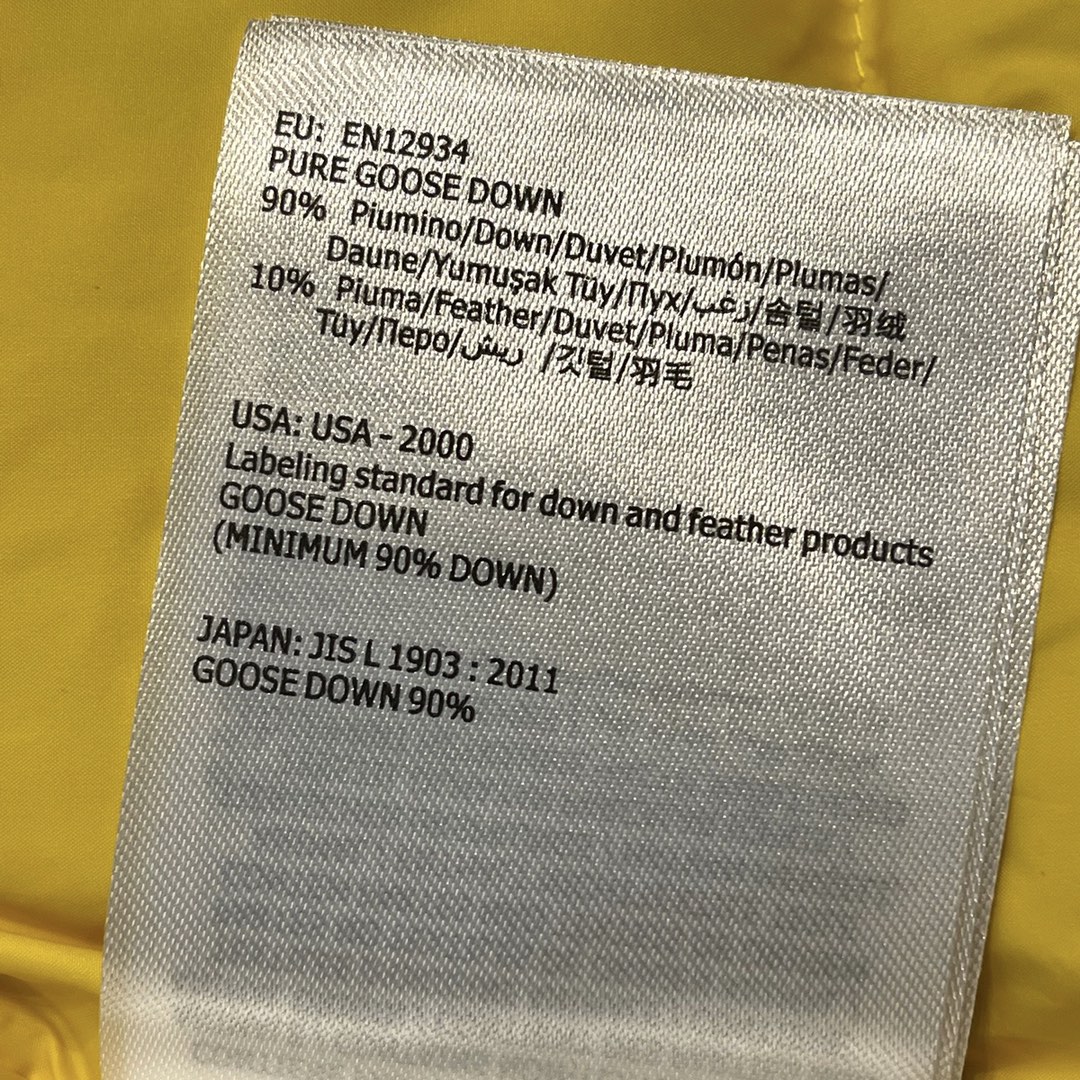 EU: EN12934
PURE GOOSE DOWN
90% Piumino/Down/Duvet/Plumón/Plumas/
Daune/Yumuşak Tüy/Пух/زغب/솜털/羽绒
10% Piuma/Feather/Duvet/Pluma/Penas/Feder/
Tüy/Перо/ريش /깃털/羽毛
USA: USA - 2000
Labeling standard for down and feather products
GOOSE DOWN
(MINIMUM 90% DOWN)
JAPAN: JIS L 1903 : 2011
GOOSE DOWN 90%